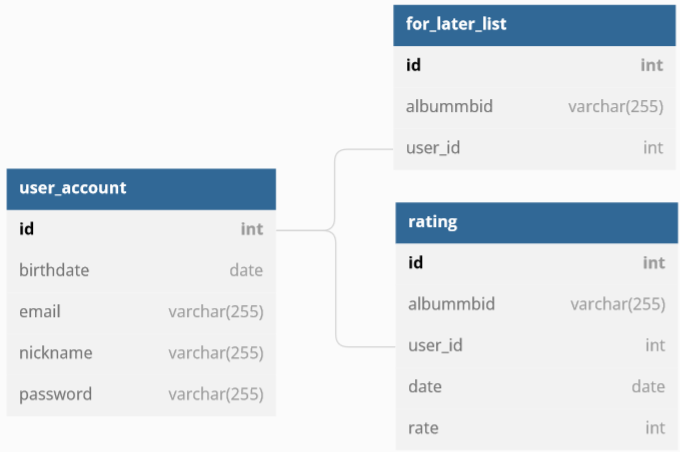 for_later_list
id int
albummbid varchar(255)
user_id int
user_account
id int
birthdate date
email varchar(255)
nickname varchar(255)
password varchar(255)
rating
id int
albummbid varchar(255)
user_id int
date date
rate int